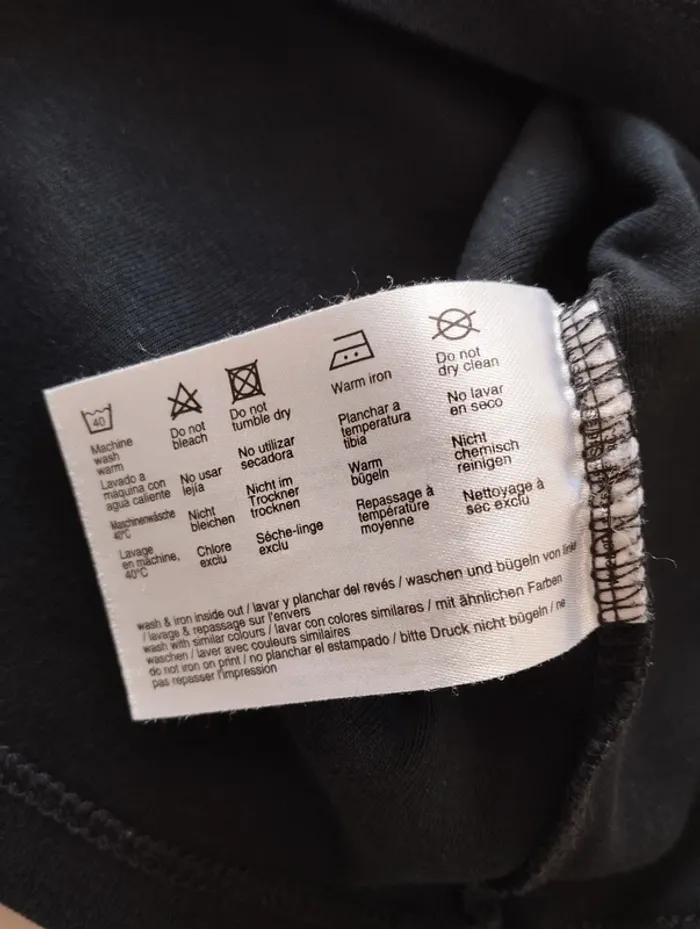 40
Machine
wash
warm
Lavado a
máquina con
agua caliente
Maschinenwäsche
40°C
Lavage
en machine,
40°C
Do not
bleach
No usar
lejía
Nicht
bleichen
Chlore
exclu
Do not
tumble dry
No utilizar
secadora
Nicht im
Trockner
trocknen
Séche-linge
exclu
Warm iron
Planchar a
temperatura
tibia
Warm
bügeln
Repassage à
température
moyenne
Do not
dry clean
No lavar
en seco
Nicht
chemisch
reinigen
Nettoyage à
sec exclu
wash & iron inside out / lavar y planchar del revés / waschen und bügeln von links
/ lavage & repassage sur l'envers
wash with similar colours / lavar con colores similares / mit ähnlichen Farben
waschen / laver avec couleurs similaires
do not iron on print / no planchar el estampado / bitte Druck nicht bügeln / ne
pas repasser l'impression